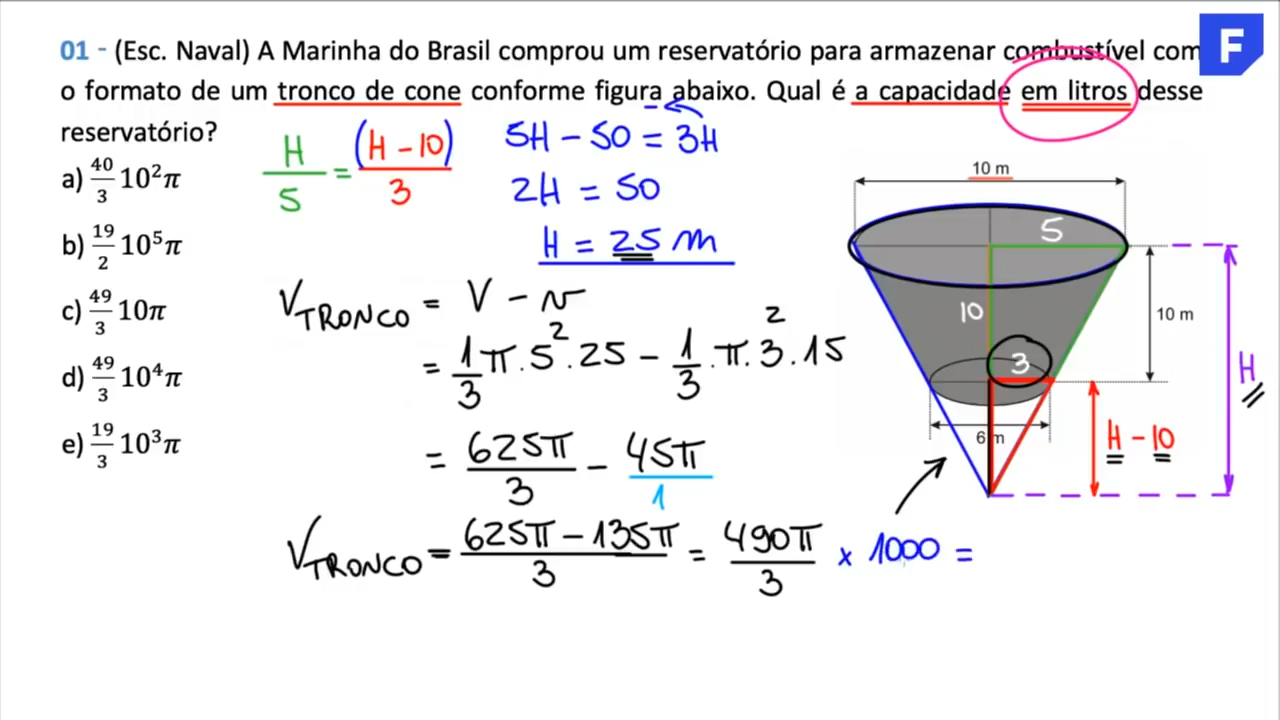 01 - (Esc. Naval) A Marinha do Brasil comprou um reservatório para armazenar combustível com
o formato de um tronco de cone conforme figura abaixo. Qual é a capacidade em litros desse
reservatório?
a) 40/3 10²π
b) 19/2 10⁵π
c) 49/3 10π
d) 49/3 10⁴π
e) 19/3 10³π
H/5 = (H - 10)/3
5H - 50 = 3H
2H = 50
H = 25 m
V TRONCO = V - v
= 1/3 π . 5² . 25 - 1/3 . π . 3² . 15
= 625π/3 - 45π/1
V TRONCO = 625π - 135π/3 = 490π/3 × 1000 =
F
10 m
5
10
10 m
3
6 m
H
H - 10